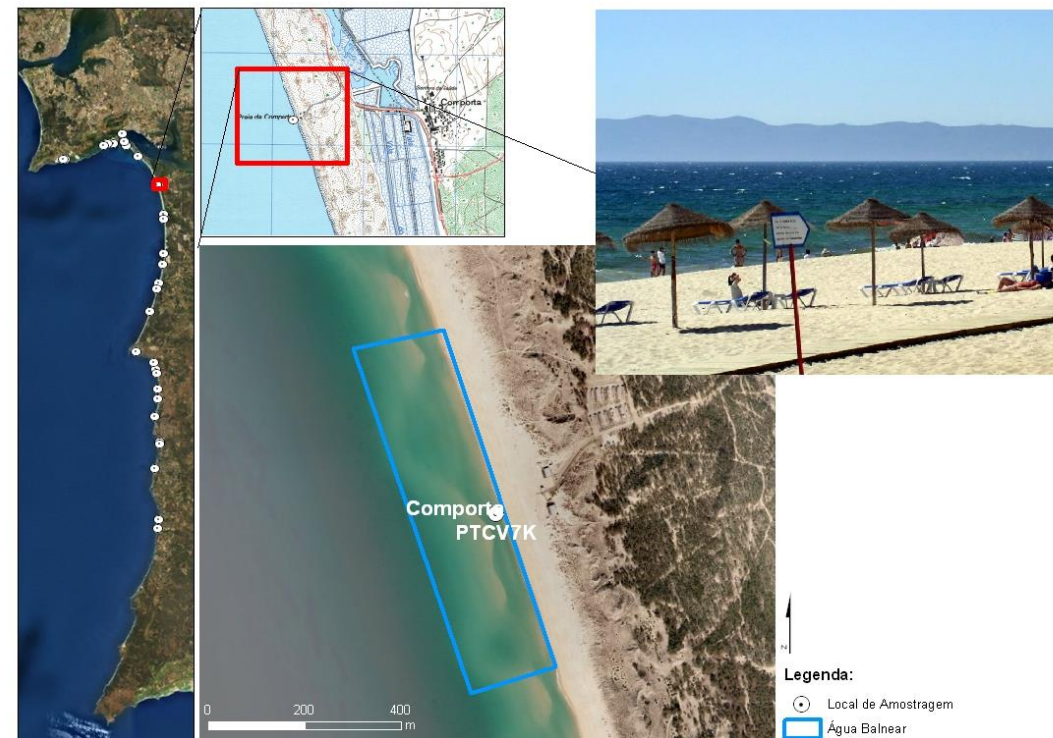 Comporta
Praia da Comporta
Comporta
PTCV7K
0 200 400
m
N
Legenda:
Local de Amostragem
Água Balnear